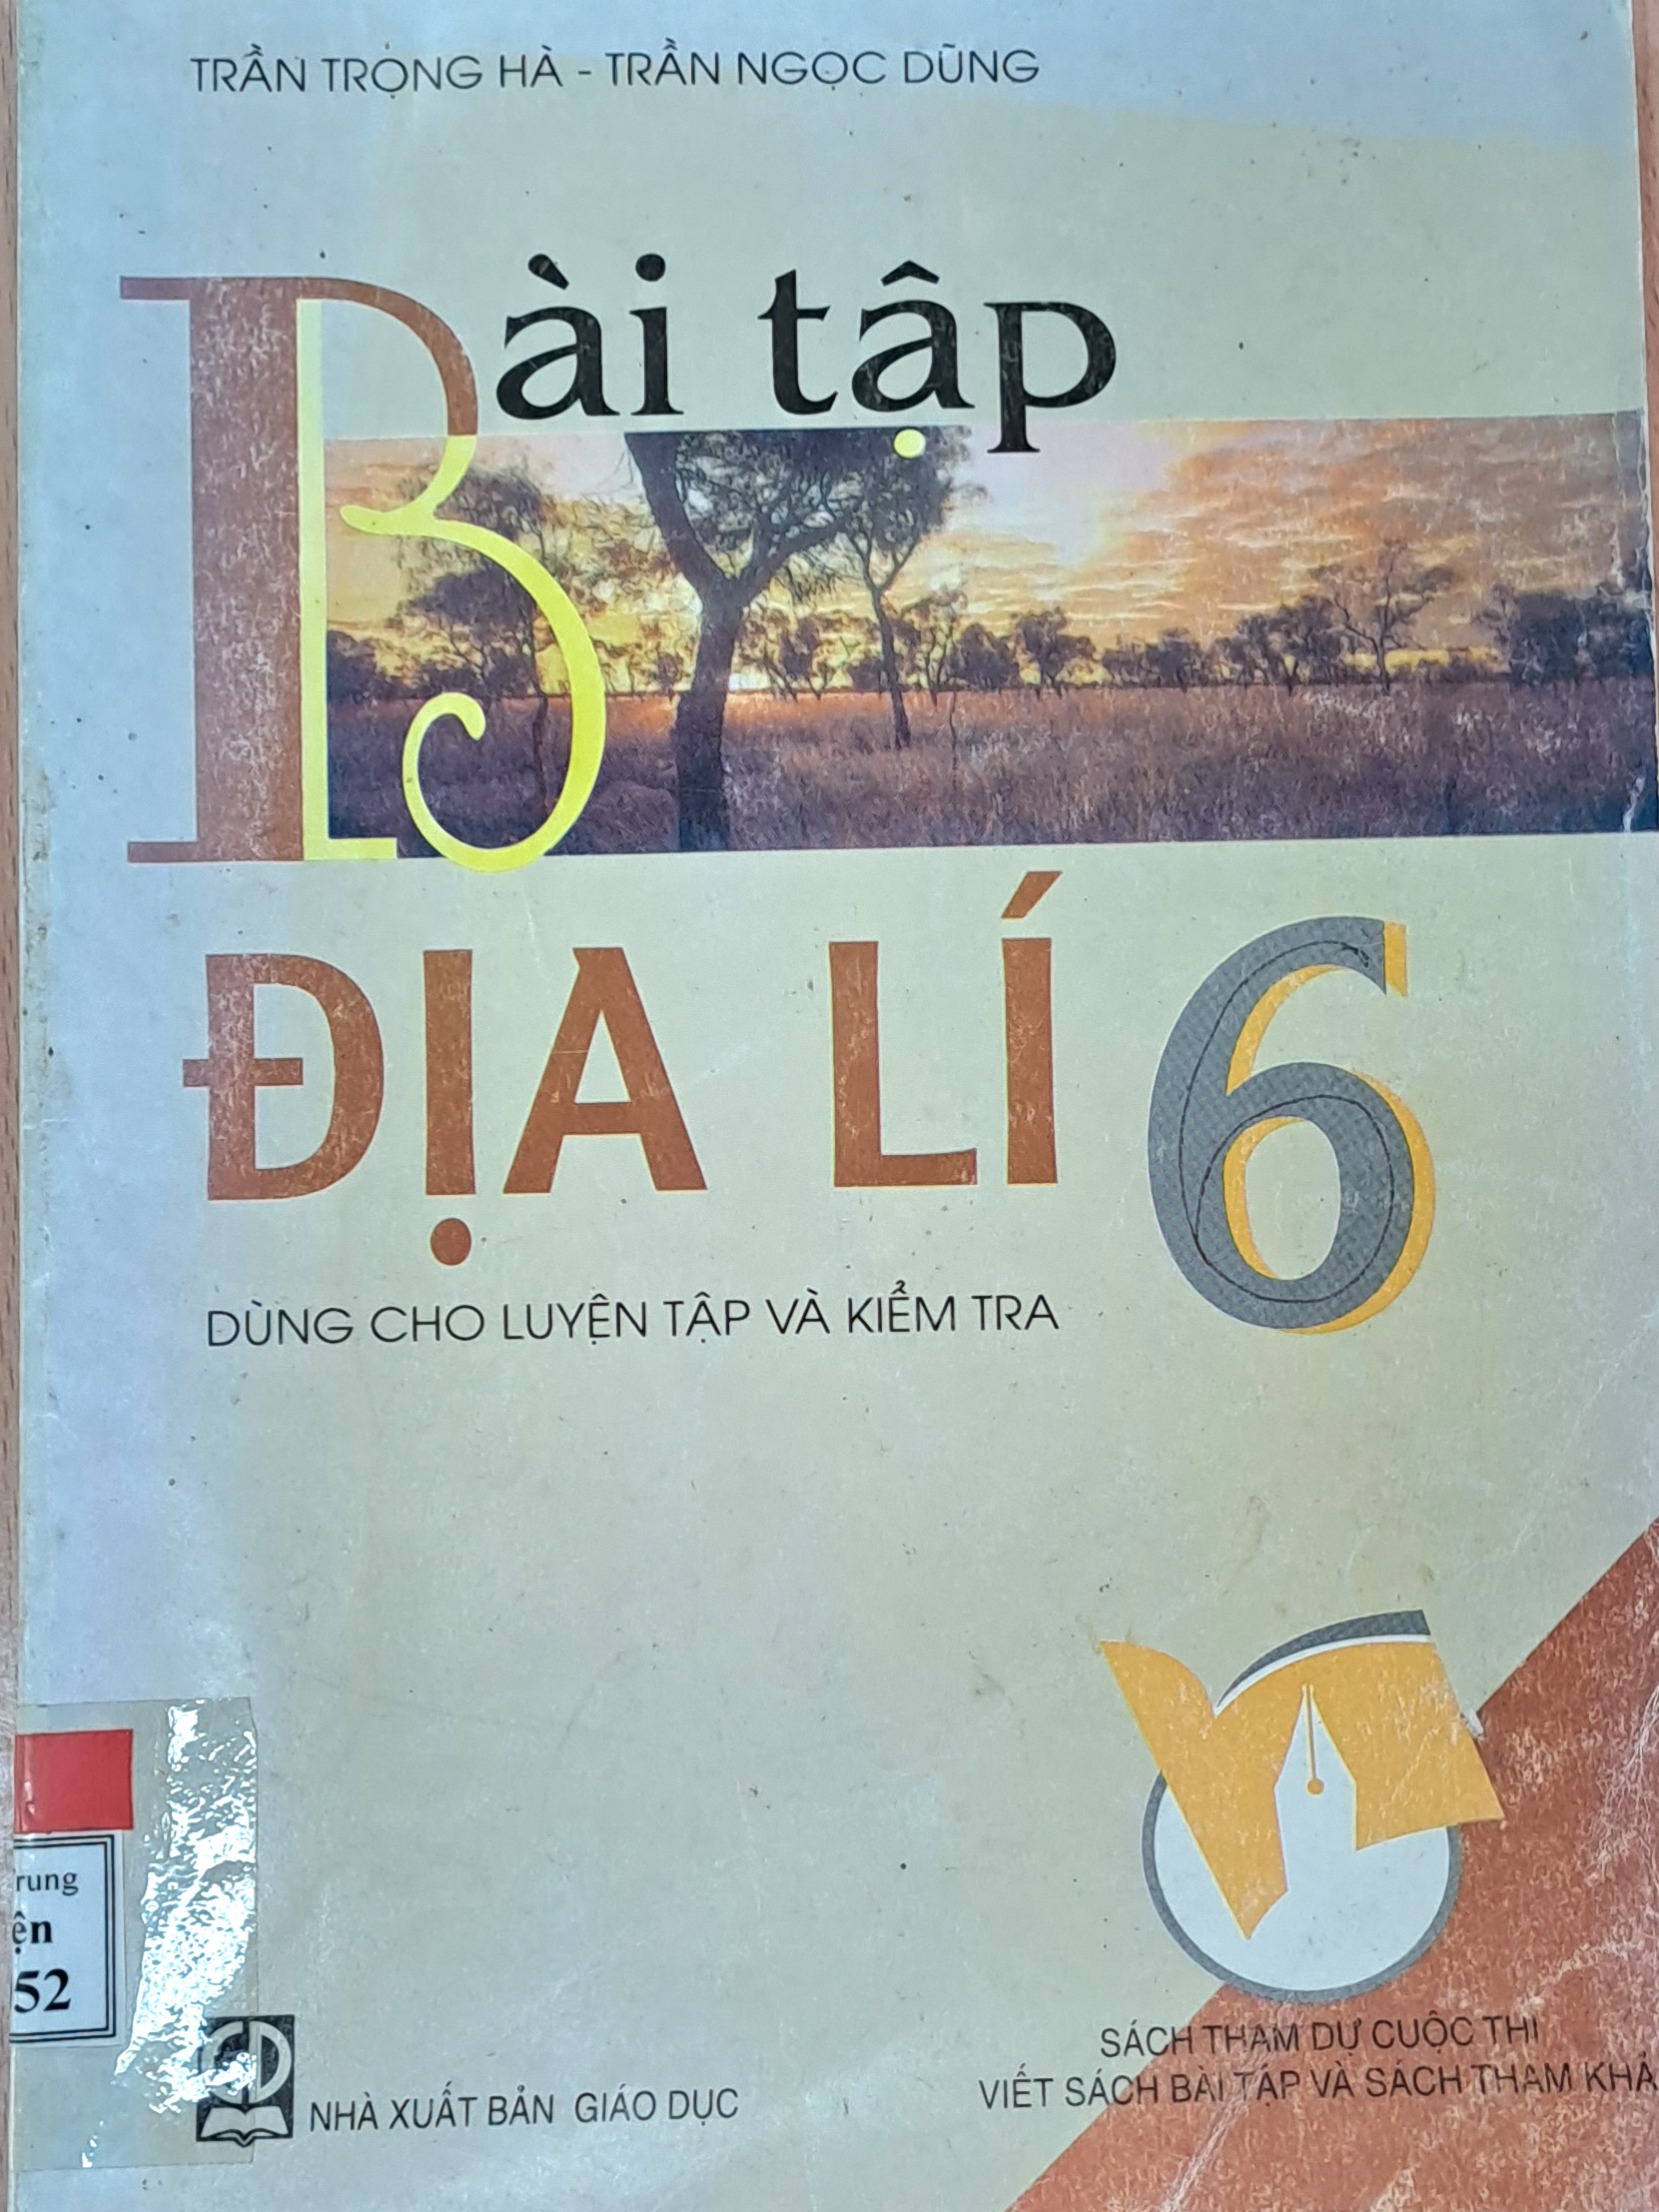 TRẦN TRỌNG HÀ - TRẦN NGỌC DŨNG
Bài tập
ĐỊA LÍ 6
DÙNG CHO LUYỆN TẬP VÀ KIỂM TRA
rung
ện
52
NHÀ XUẤT BẢN GIÁO DỤC
SÁCH THAM DỰ CUỘC THI
VIẾT SÁCH BÀI TẬP VÀ SÁCH THAM KHẢ